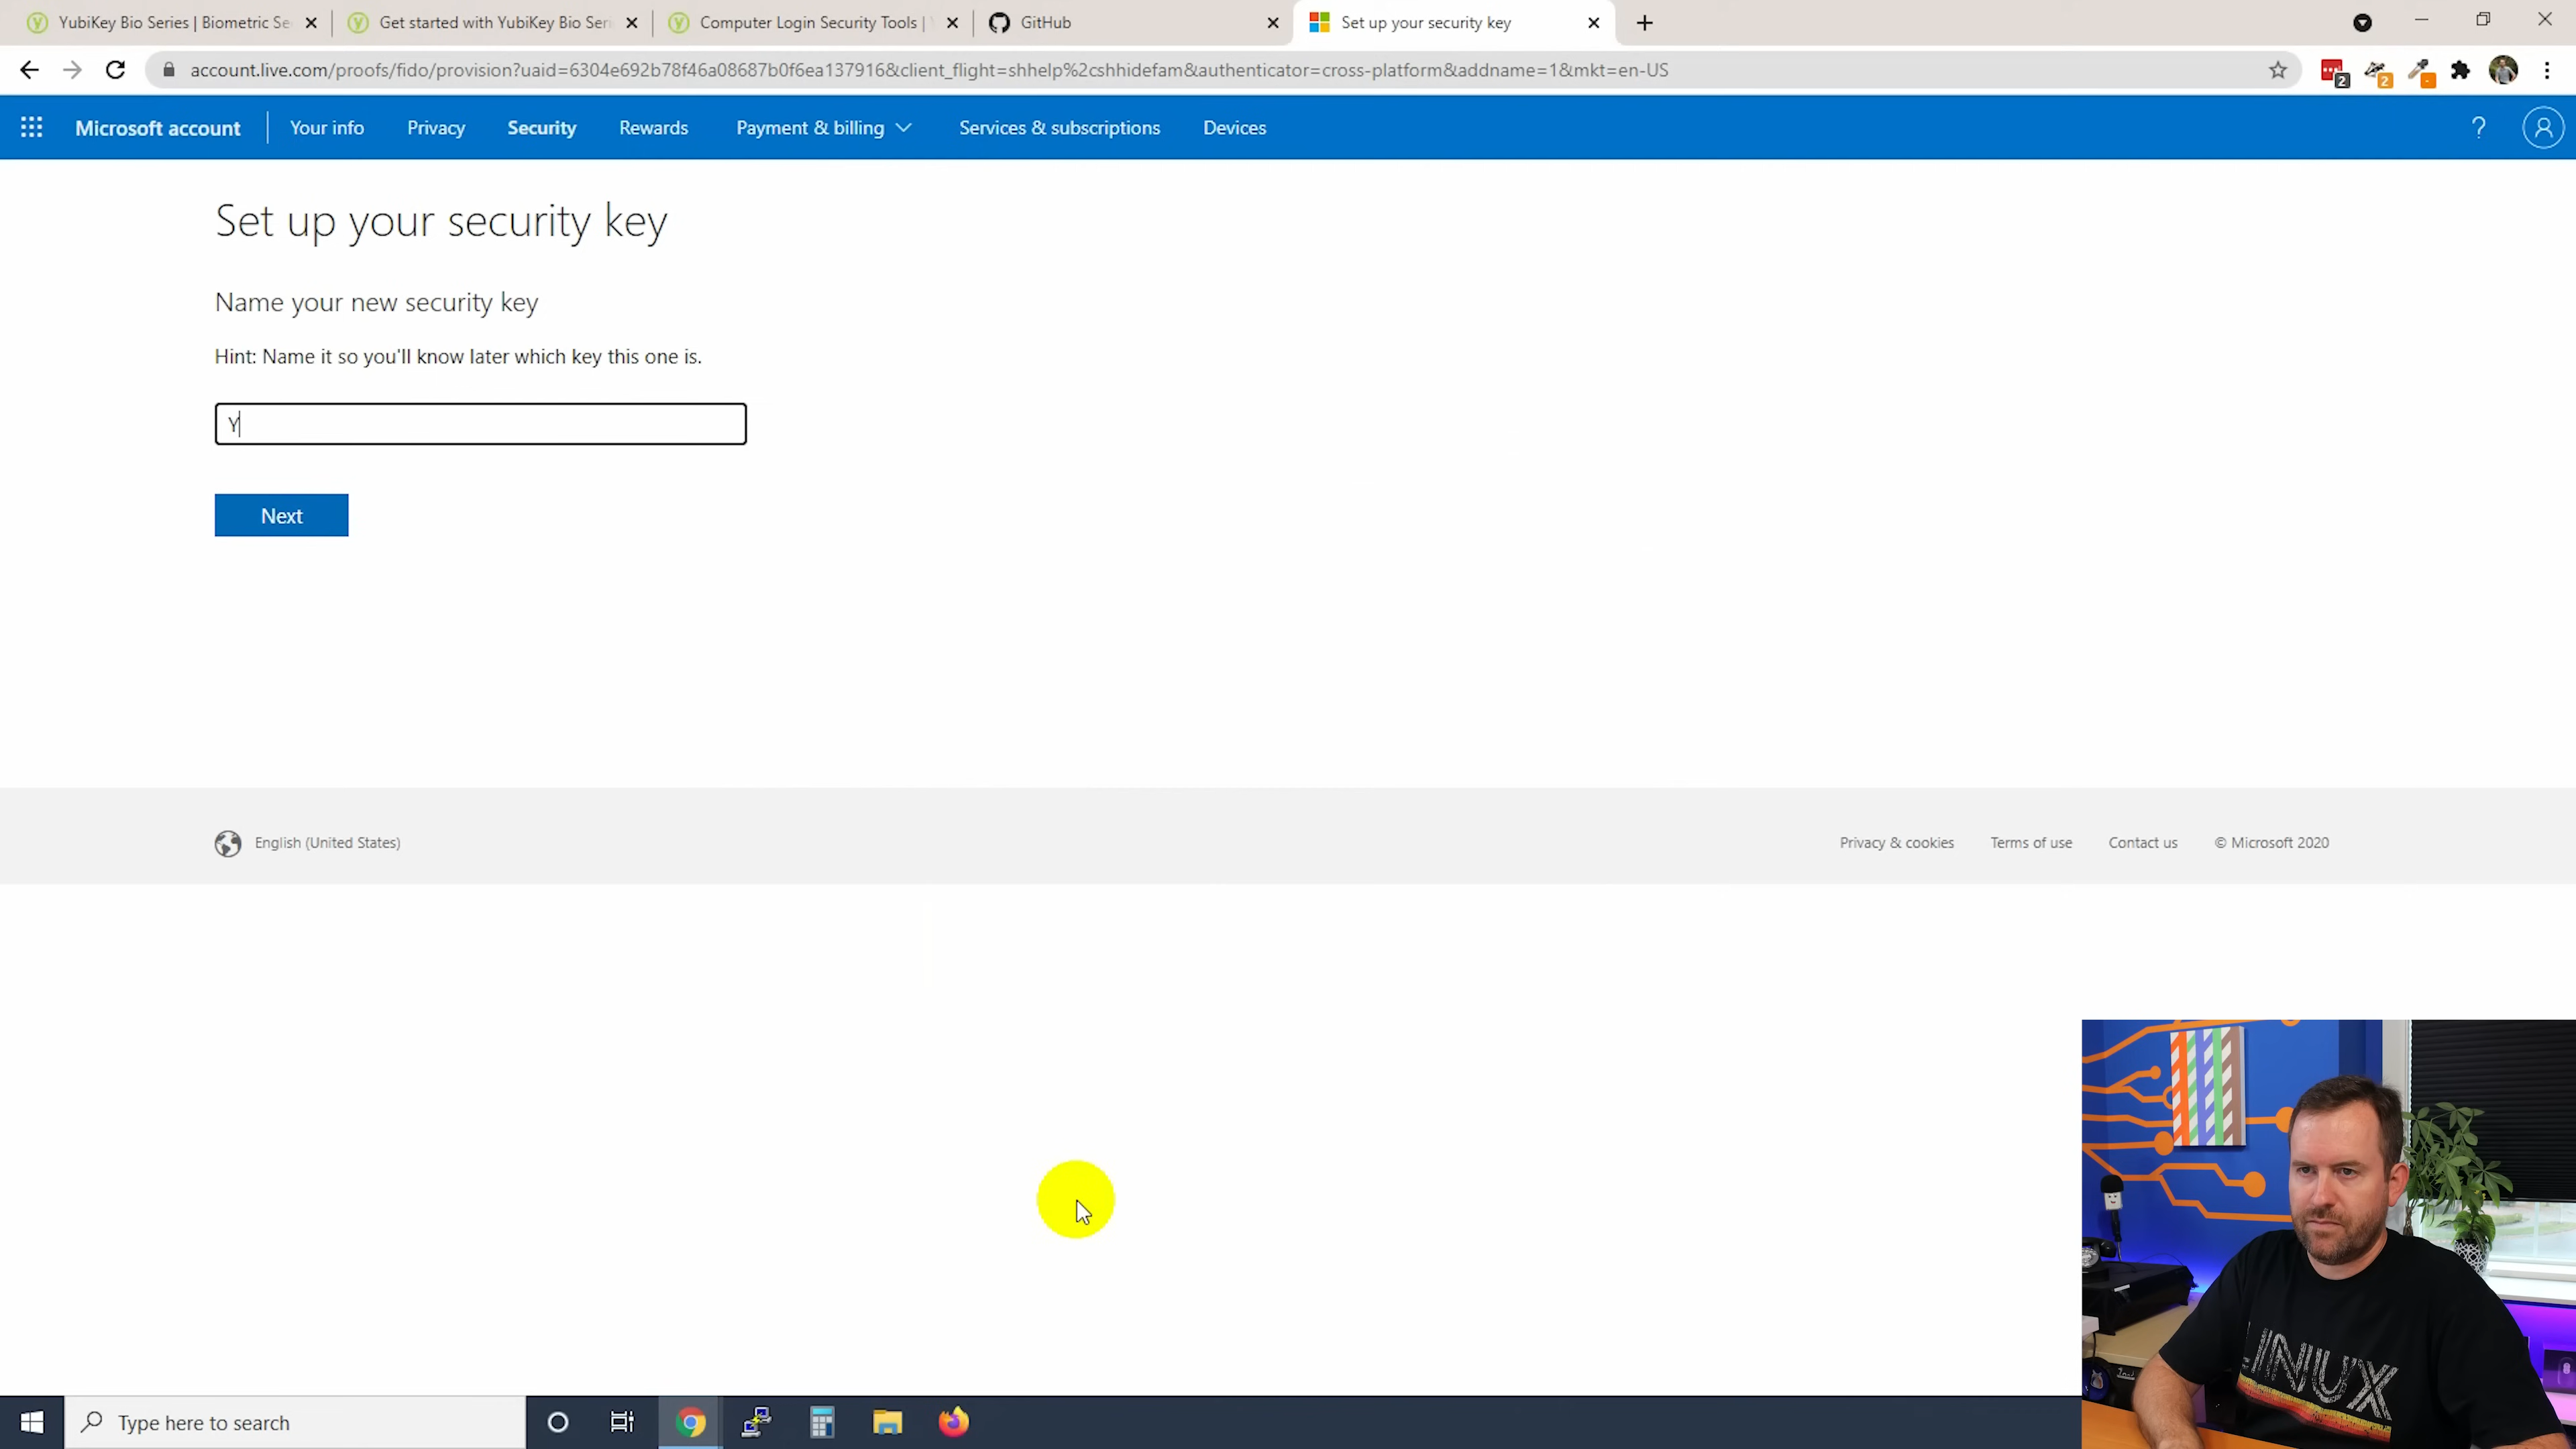 YubiKey Bio Series | Biometric Se
Get started with YubiKey Bio Seri
Computer Login Security Tools |
GitHub
Set up your security key
account.live.com/proofs/fido/provision?uaid=6304e692b78f46a08687b0f6ea137916&client_flight=shhelp%2cshhidefam&authenticator=cross-platform&addname=1&mkt=en-US
2
2
Microsoft account
Your info
Privacy
Security
Rewards
Payment & billing
Services & subscriptions
Devices
?
Set up your security key
Name your new security key
Hint: Name it so you'll know later which key this one is.
Y
Next
English (United States)
Privacy & cookies
Terms of use
Contact us
© Microsoft 2020
LINUX
Type here to search